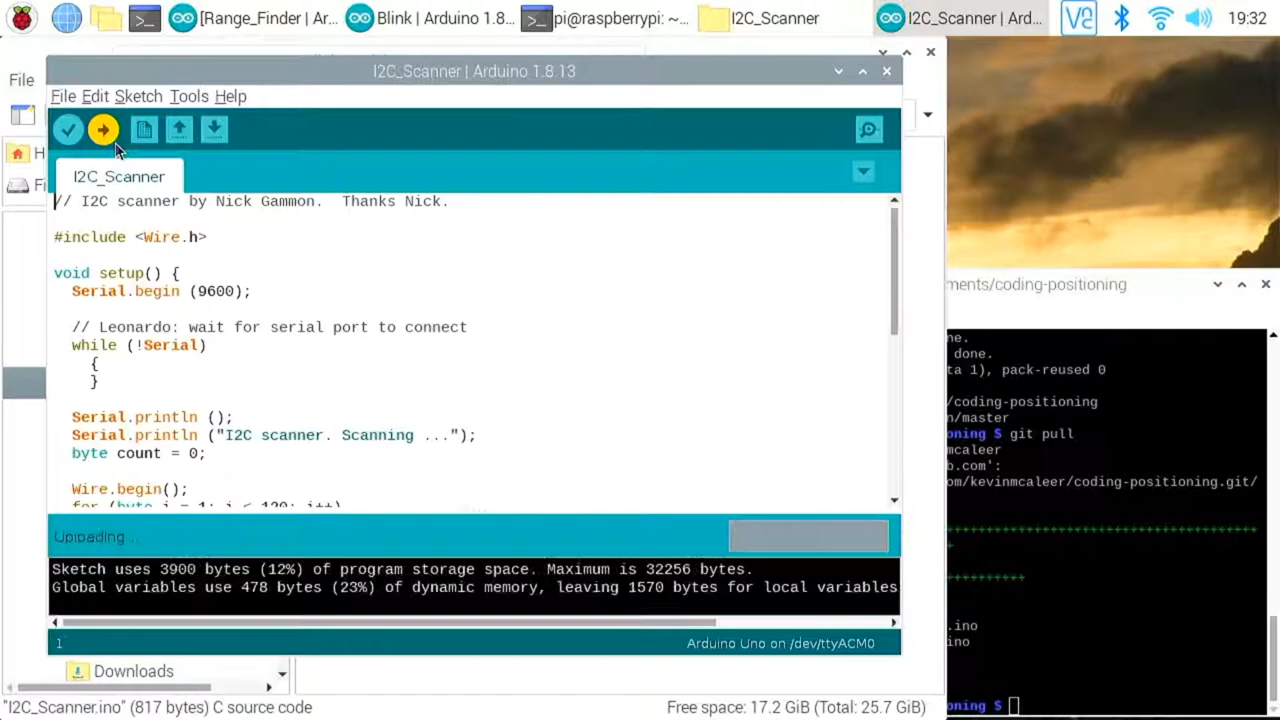 [Range_Finder | Ar... Blink | Arduino 1.8... pi@raspberrypi: ~... I2C_Scanner I2C_Scanner | Ard... 19:32
File
I2C_Scanner | Arduino 1.8.13
File Edit Sketch Tools Help
H
Fi
I2C_Scanner
// I2C scanner by Nick Gammon.  Thanks Nick.
#include <Wire.h>
void setup() {
Serial.begin (9600);
// Leonardo: wait for serial port to connect
while (!Serial)
{
}
Serial.println ();
Serial.println ("I2C scanner. Scanning ...");
byte count = 0;
Wire.begin();
for (byte i = 1; i < 120; i++)
Uploading...
Sketch uses 3900 bytes (12%) of program storage space. Maximum is 32256 bytes.
Global variables use 478 bytes (23%) of dynamic memory, leaving 1570 bytes for local variables
1
Arduino Uno on /dev/ttyACM0
Downloads
"I2C_Scanner.ino" (817 bytes) C source code
Free space: 17.2 GiB (Total: 25.7 GiB)
ments/coding-positioning
ne.
done.
ta 1), pack-reused 0
/coding-positioning
n/master
oning $ git pull
mcaleer
b.com':
om/kevinmcaleer/coding-positioning.git/
++++++++++++++++++++++++++++++++++++++++
+
++++++++++
.ino
ino
oning $